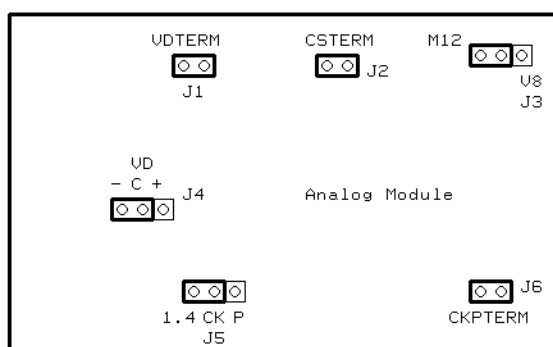 VDTERM
J1
CSTERM
J2
M12
V8
J3
VD
- C +
J4
Analog Module
1.4 CK P
J5
J6
CKPTERM